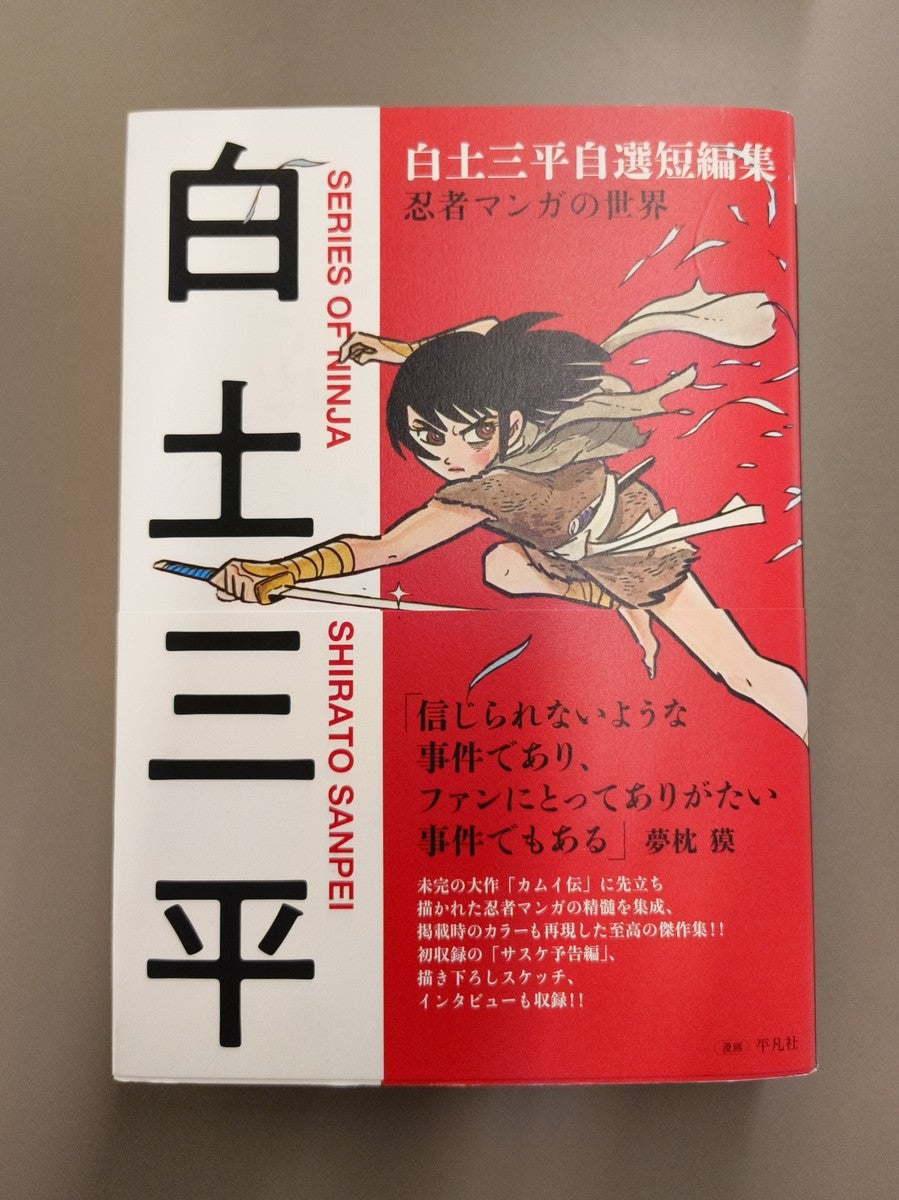 白土三平
SERIES OF NINJA
SHIRATO SANPEI
白土三平自選短編集
忍者マンガの世界
「信じられないような
事件であり、
ファンにとってありがたい
事件でもある」 夢枕 獏
未完の大作「カムイ伝」に先立ち
描かれた忍者マンガの精髄を集成、
掲載時のカラーも再現した至高の傑作集!!
初収録の「サスケ予告編」、
描き下ろしスケッチ、
インタビューも収録!!
(漫画) 平凡社